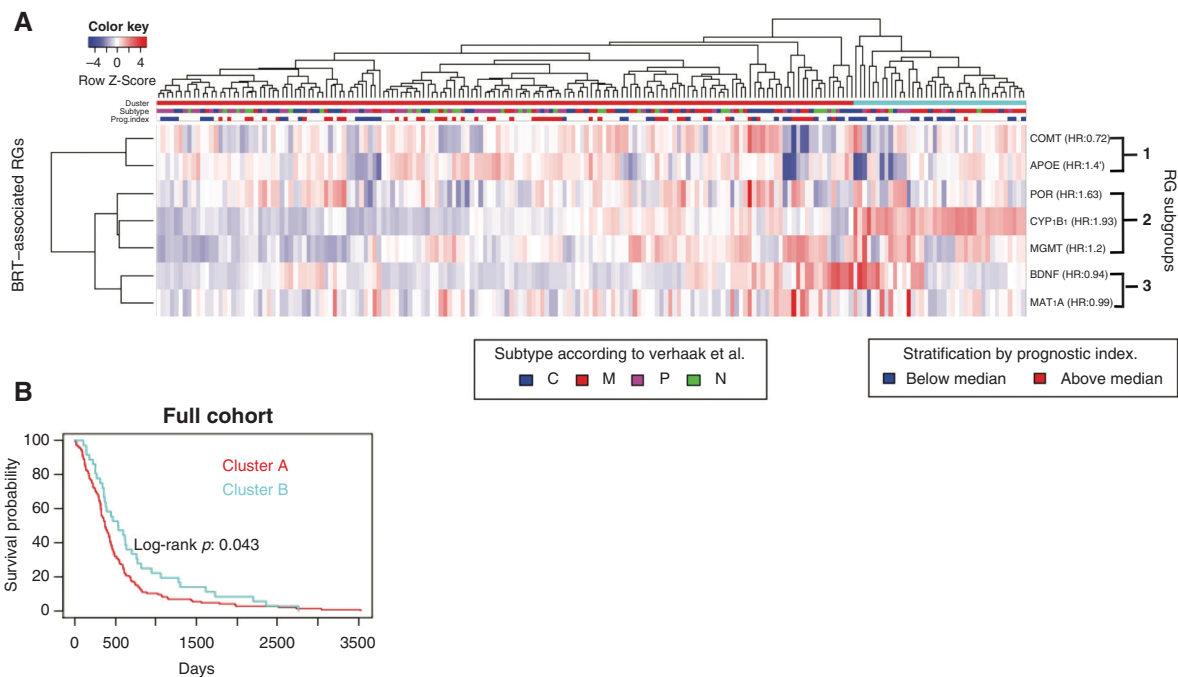 A
Color key
−4 0 4
Row Z-Score
Duster
Subtype
Prog.index
BRT−associated RGs
COMT (HR:0.72)
APOE (HR:1.4')
POR (HR:1.63)
CYP1B1 (HR:1.93)
MGMT (HR:1.2)
BDNF (HR:0.94)
MAT1A (HR:0.99)
1
2
3
RG subgroups
Subtype according to verhaak et al.
C M P N
Stratification by prognostic index.
Below median Above median
B
Full cohort
Survival probability
100
80
60
40
20
0
Cluster A
Cluster B
Log-rank p: 0.043
0 500 1500 2500 3500
Days